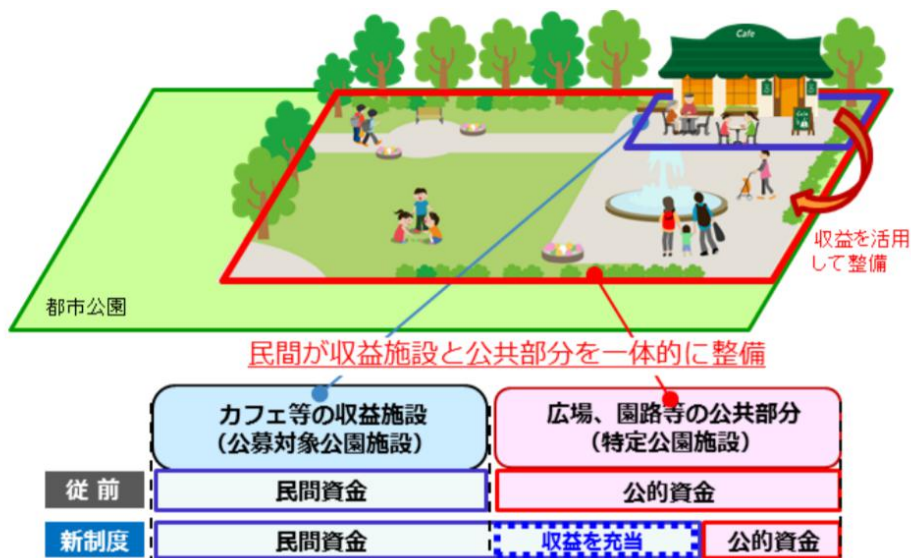 Cafe
収益を活用
して整備
都市公園
民間が収益施設と公共部分を一体的に整備
カフェ等の収益施設
(公募対象公園施設)
広場、園路等の公共部分
(特定公園施設)
従前
民間資金
公的資金
新制度
民間資金
収益を充当
公的資金